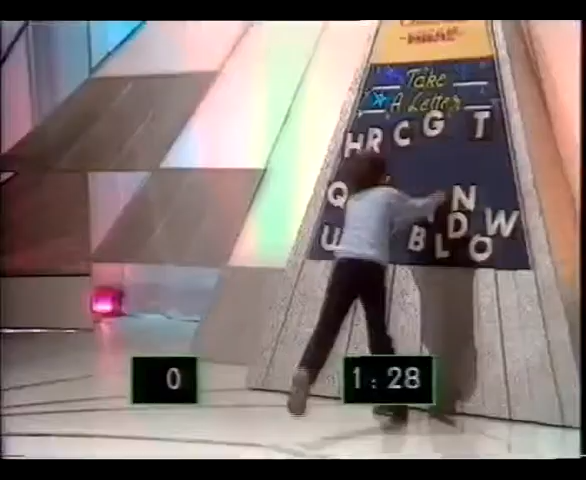 Take
A Letter
H R C G T
Q N
U B L D O W
0 1:28